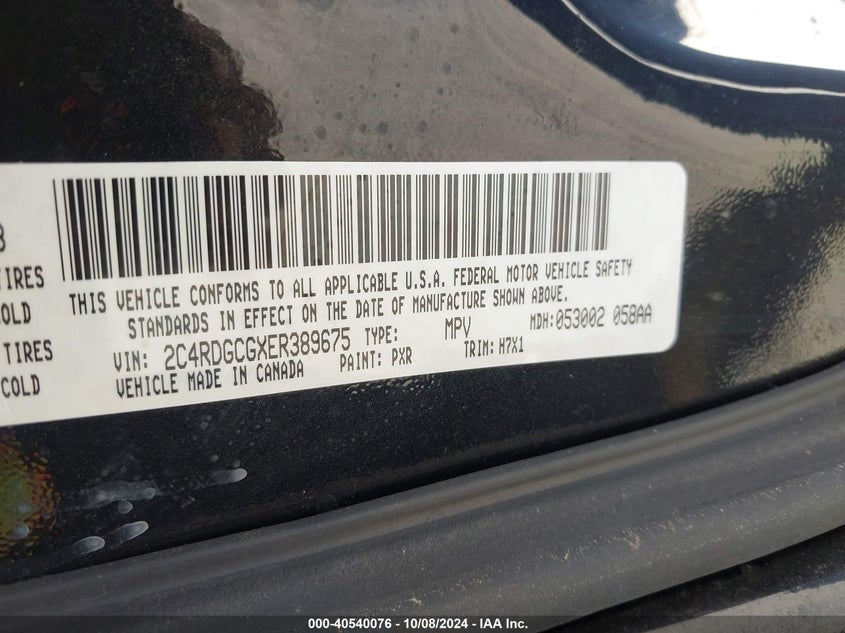 3
TIRES
OLD
TIRES
COLD
THIS VEHICLE CONFORMS TO ALL APPLICABLE U.S.A. FEDERAL MOTOR VEHICLE SAFETY
STANDARDS IN EFFECT ON THE DATE OF MANUFACTURE SHOWN ABOVE.
VIN: 2C4RDGCGXER389675 TYPE: MPV MDH:053002 058AA
VEHICLE MADE IN CANADA PAINT: PXR TRIM: H7X1
000-40540076 - 10/08/2024 - IAA Inc.